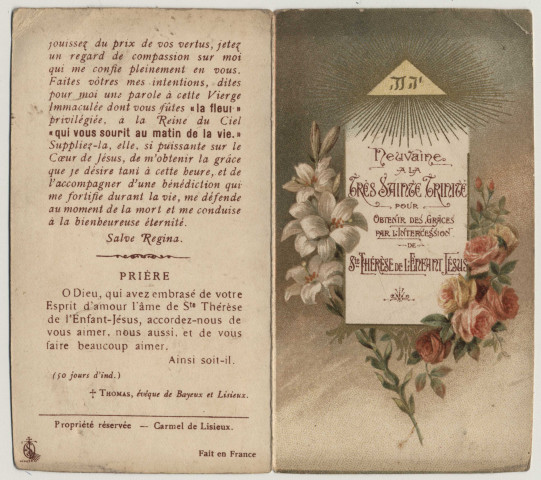 jouissez du prix de vos vertus, jetez
un regard de compassion sur moi
qui me confie pleinement en vous.
Faites vôtres mes intentions, dites
pour moi une parole à cette Vierge
Immaculée dont vous fûtes «la fleur»
privilégiée, à la Reine du Ciel
«qui vous sourit au matin de la vie.»
Suppliez-la, elle, si puissante sur le
Cœur de Jésus, de m'obtenir la grâce
que je désire tant à cette heure, et de
l'accompagner d'une bénédiction qui
me fortifie durant la vie, me défende
au moment de la mort et me conduise
à la bienheureuse éternité.
Salve Regina.
PRIÈRE
O Dieu, qui avez embrasé de votre
Esprit d'amour l'âme de Ste Thérèse
de l'Enfant-Jésus, accordez-nous de
vous aimer, nous aussi, et de vous
faire beaucoup aimer.
Ainsi soit-il.
(50 jours d'ind.)
† THOMAS, évêque de Bayeux et Lisieux.
Propriété réservée — Carmel de Lisieux.
Fait en France
יהוה
Neuvaine
A LA
TRÈS SAINTE TRINITÉ
POUR
OBTENIR DES GRÂCES
PAR L'INTERCESSION
DE
STE THÉRÈSE DE L'ENFANT JÉSUS